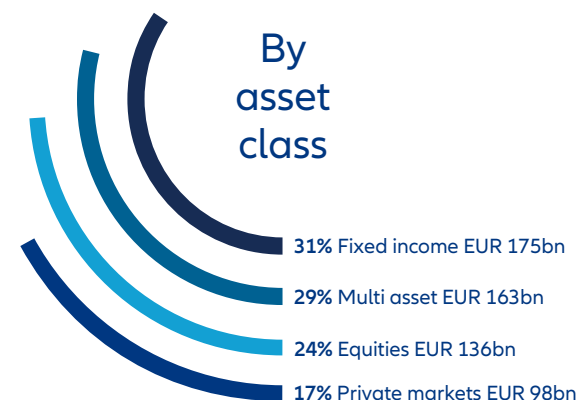 By
asset
class
31% Fixed income EUR 175bn
29% Multi asset EUR 163bn
24% Equities EUR 136bn
17% Private markets EUR 98bn